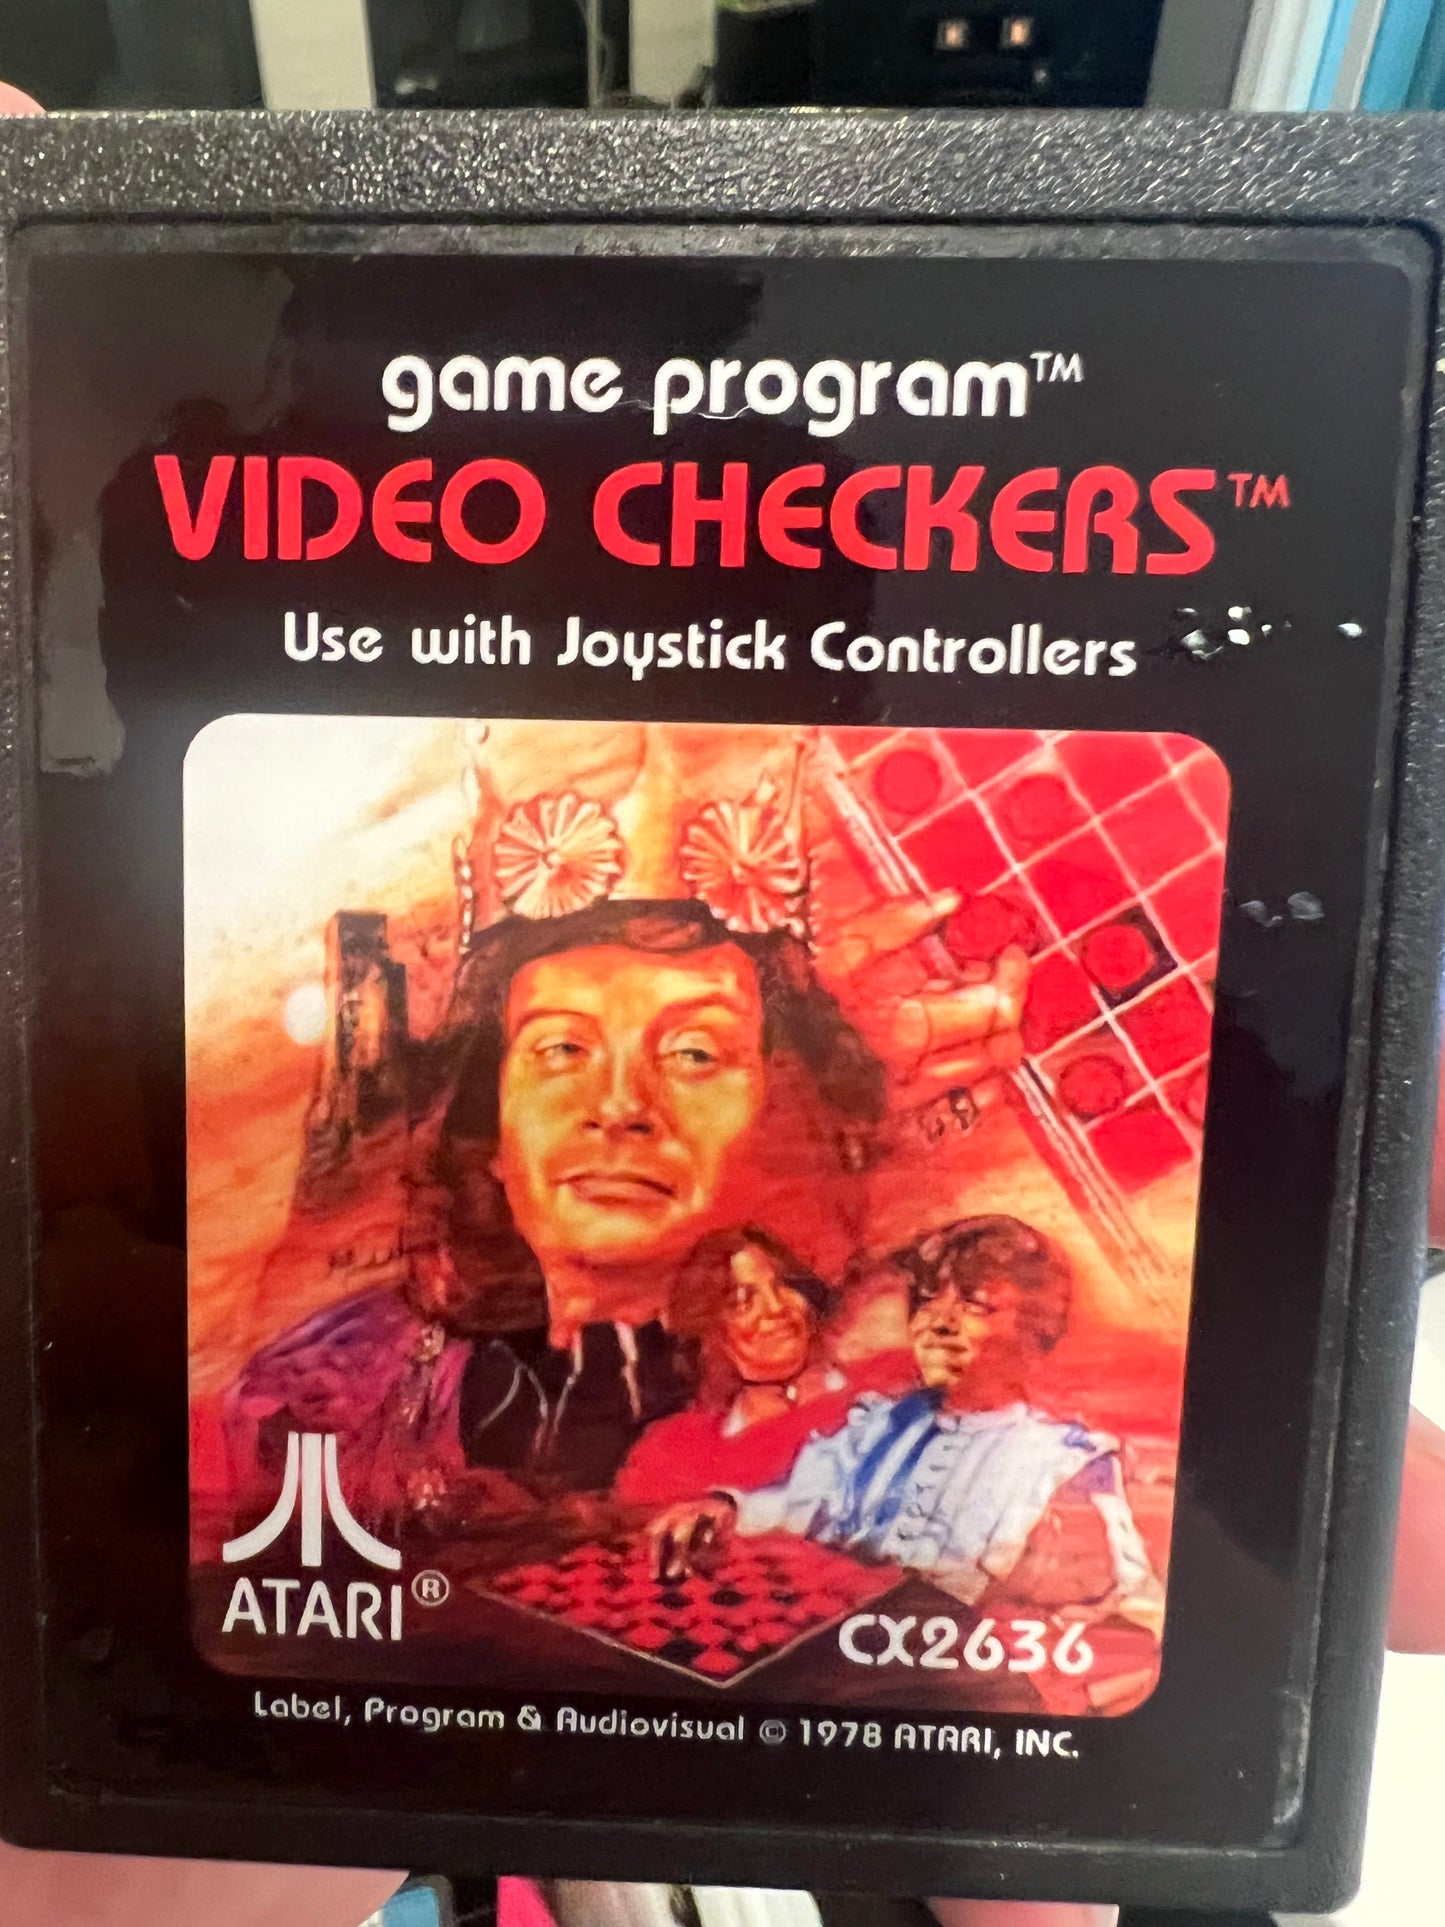 game program™
VIDEO CHECKERS™
Use with Joystick Controllers
ATARI®
CX2636
Label, Program & Audiovisual © 1978 ATARI, INC.